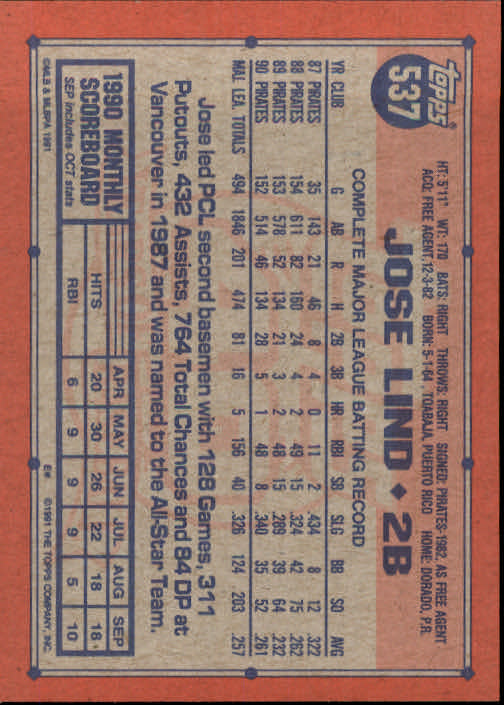 topps®
537
JOSE LIND ◆ 2B
HT: 5'11" WT: 170 BATS: RIGHT THROWS: RIGHT SIGNED: PIRATES-1982, AS FREE AGENT
ACQ: FREE AGENT, 12-3-82 BORN: 5-1-64, TOABAJA, PUERTO RICO HOME: DORADO, P.R.
COMPLETE MAJOR LEAGUE BATTING RECORD
YR CLUB G AB R H 2B 3B HR RBI SB SLG BB SO AVG
87 PIRATES 35 143 21 46 8 4 0 11 2 .434 8 12 .322
88 PIRATES 154 611 82 160 24 4 2 49 15 .324 42 75 .262
89 PIRATES 153 578 52 134 21 3 2 48 15 .289 39 64 .232
90 PIRATES 152 514 46 134 28 5 1 48 8 .340 35 52 .261
MAJ. LEA. TOTALS 494 1846 201 474 81 16 5 156 40 .326 124 203 .257
Jose led PCL second basemen with 128 Games, 311
Putouts, 432 Assists, 764 Total Chances and 84 DP at
Vancouver in 1987 and was named to the All-Star Team.
1990 MONTHLY
SCOREBOARD
SEP includes OCT stats
APR MAY JUN JUL AUG SEP
HITS 20 30 26 22 18 18
RBI 6 9 9 9 5 10
©MLB & MLBPA 1991
E* ©1991 THE TOPPS COMPANY, INC.